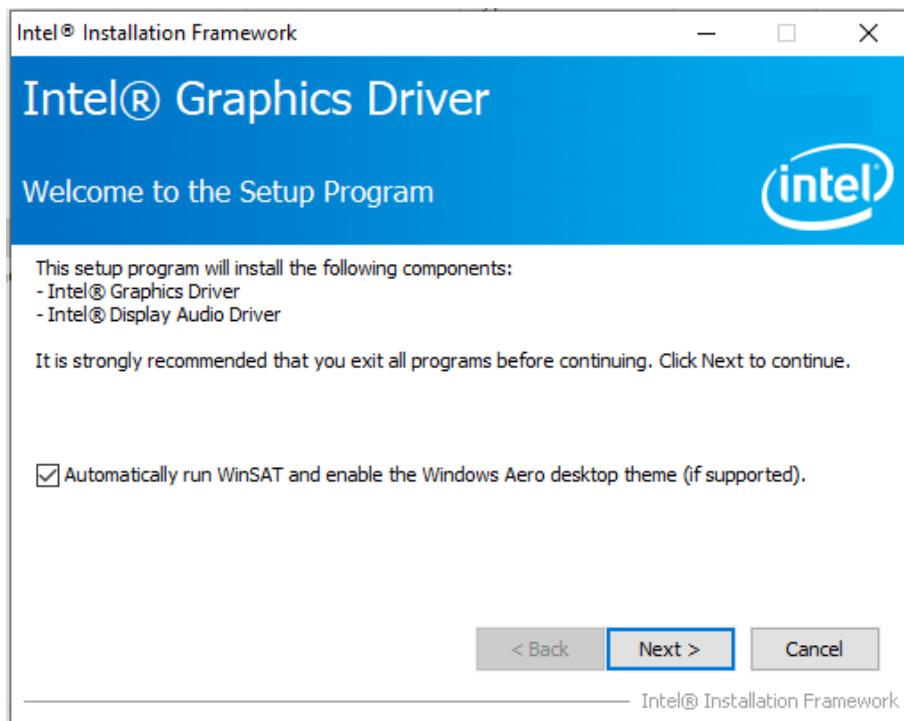 Intel® Installation Framework
Intel® Graphics Driver
Welcome to the Setup Program
intel®
This setup program will install the following components:
- Intel® Graphics Driver
- Intel® Display Audio Driver
It is strongly recommended that you exit all programs before continuing. Click Next to continue.
Automatically run WinSAT and enable the Windows Aero desktop theme (if supported).
< Back Next > Cancel
Intel® Installation Framework